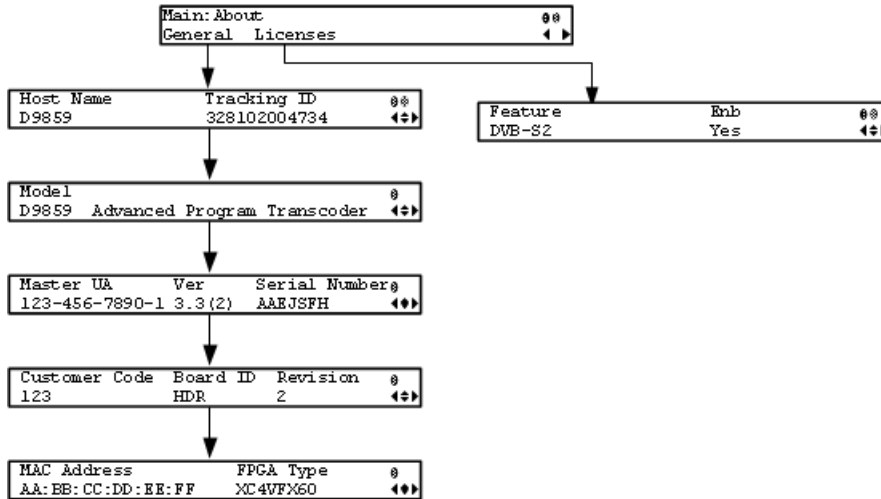 Main:About
General Licenses
Host Name Tracking ID
D9859 328102004734
Feature Enb
DVB-S2 Yes
Model
D9859 Advanced Program Transcoder
Master UA Ver Serial Number
123-456-7890-1 3.3(2) AAEJSFH
Customer Code Board ID Revision
123 HDR 2
MAC Address FPGA Type
AA:BB:CC:DD:EE:FF XC4VFX60